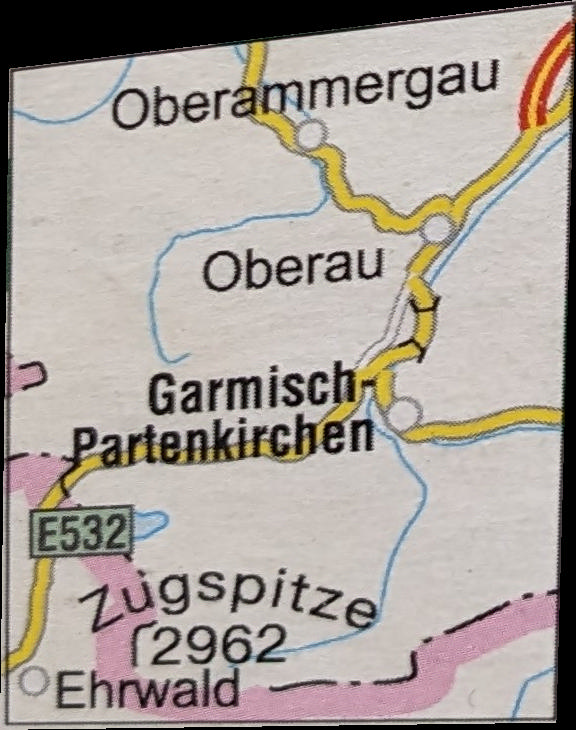 Oberammergau
Oberau
Garmisch-
Partenkirchen
E532
Zugspitze
2962
Ehrwald